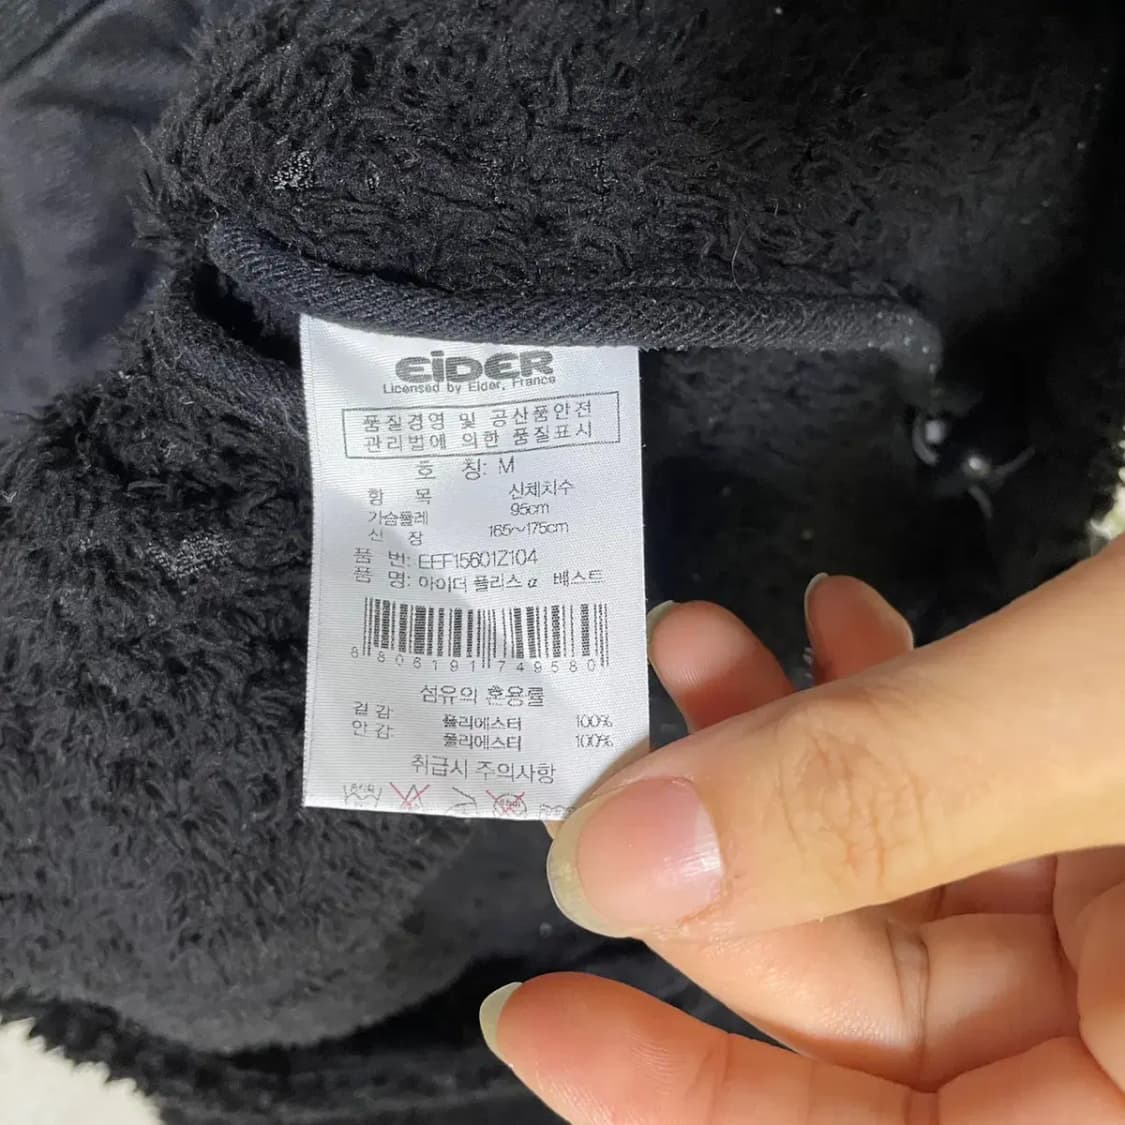 EiDER
Licensed by Eider, France
품질경영 및 공산품안전
관리법에 의한 품질표시
호 칭: M
항 목 신체치수
가슴둘레 95cm
신 장 165~175cm
품 번: EEF15601Z104
품 명: 아이더 플리스 α 베스트
8 806191 749580
섬유의 혼용률
겉감: 폴리에스터 100%
안감: 폴리에스터 100%
취급시 주의사항